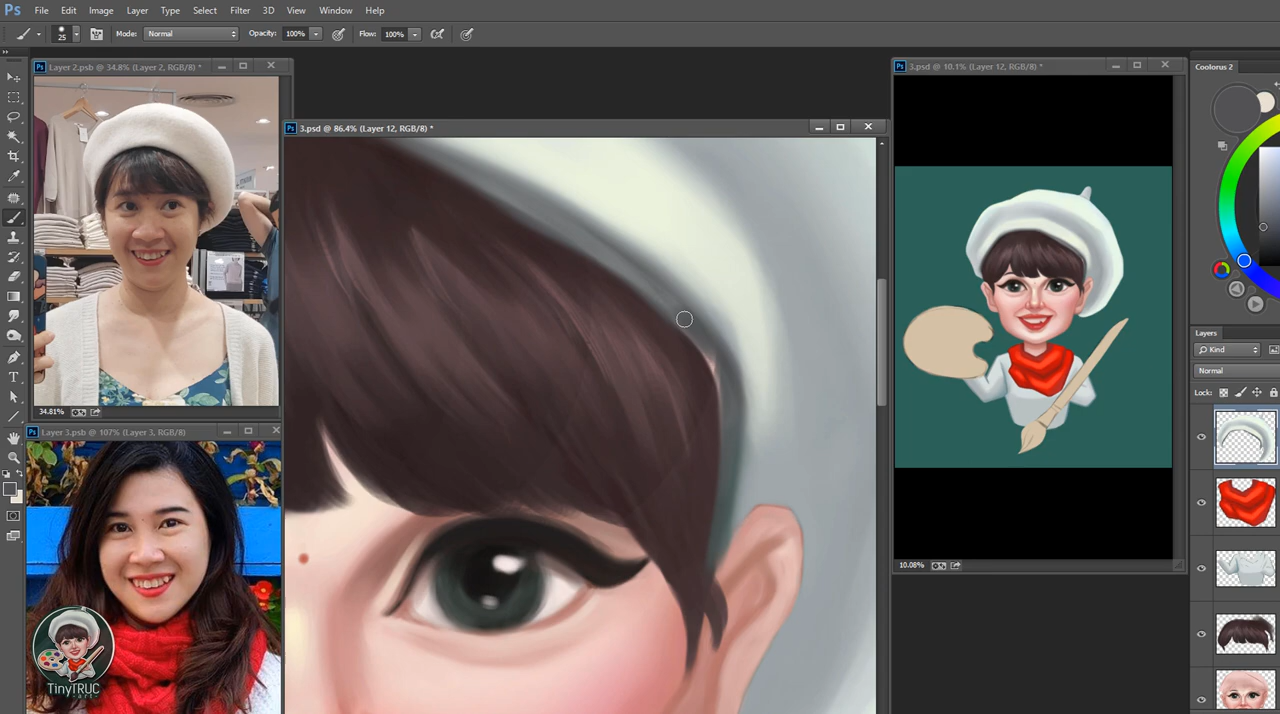 Ps File Edit Image Layer Type Select Filter 3D View Window Help
25 Mode: Normal Opacity: 100% Flow: 100%
Layer 2.psb @ 34.8% (Layer 2, RGB/8) *
34.81%
Layer 3.psb @ 107% (Layer 3, RGB/8)
TinyTRUC
-art-
3.psd @ 86.4% (Layer 12, RGB/8) *
3.psd @ 10.1% (Layer 12, RGB/8) *
10.08%
Coolorus 2
Layers
Kind
Normal
Lock: